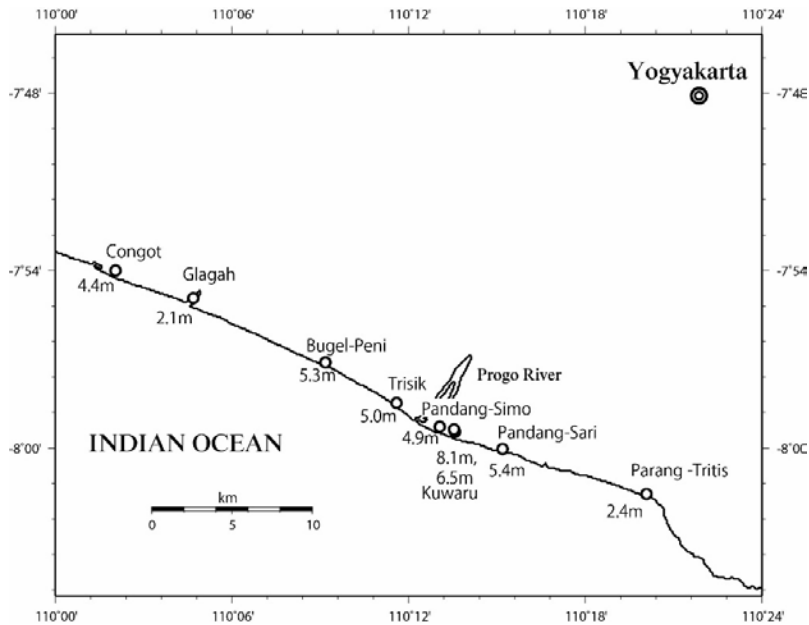 110°00' 110°06' 110°12' 110°18' 110°24'
Yogyakarta
-7°48' -7°48'
Congot
-7°54' -7°54'
4.4m
Glagah
2.1m
Bugel-Peni
5.3m
Trisik
Progo River
5.0m
Pandang-Simo
4.9m
Pandang-Sari
INDIAN OCEAN
-8°00' -8°00'
8.1m,
5.4m
6.5m
Kuwaru
Parang -Tritis
2.4m
km
0 5 10
110°00' 110°06' 110°12' 110°18' 110°24'